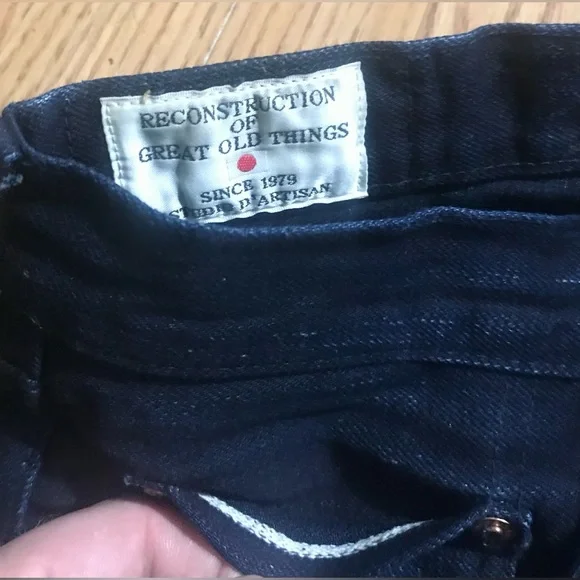 RECONSTRUCTION
OF
GREAT OLD THINGS
SINCE 1979
STUDIO D'ARTISAN